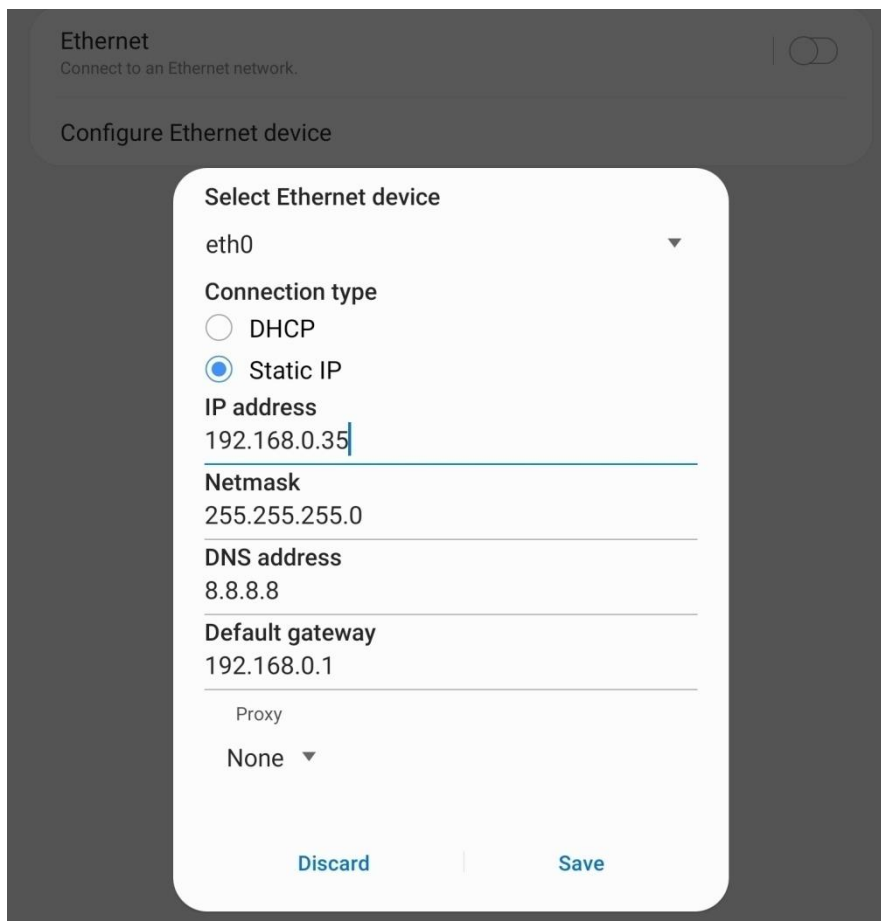 Ethernet
Connect to an Ethernet network.
Configure Ethernet device
Select Ethernet device
eth0
Connection type
DHCP
Static IP
IP address
192.168.0.35
Netmask
255.255.255.0
DNS address
8.8.8.8
Default gateway
192.168.0.1
Proxy
None
Discard Save